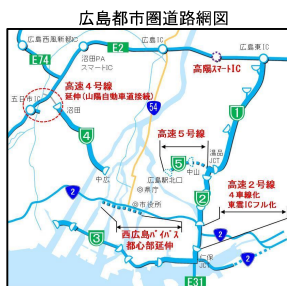 広島都市圏道路網図
広島西風新都IC
沼田PA
スマートIC
E2
広島IC
高陽スマートIC
広島東IC
E74
高速4号線
延伸(山陽自動車道接続)
五日市IC
沼田
54
1
4
高速5号線
5
温品
JCT
中山
広島駅北口
中広
◎県庁
◎市役所
2
2
高速2号線
4車線化
東雲ICフル化
2
西広島バイパス
都心部延伸
3
仁保
JCT
2
E31